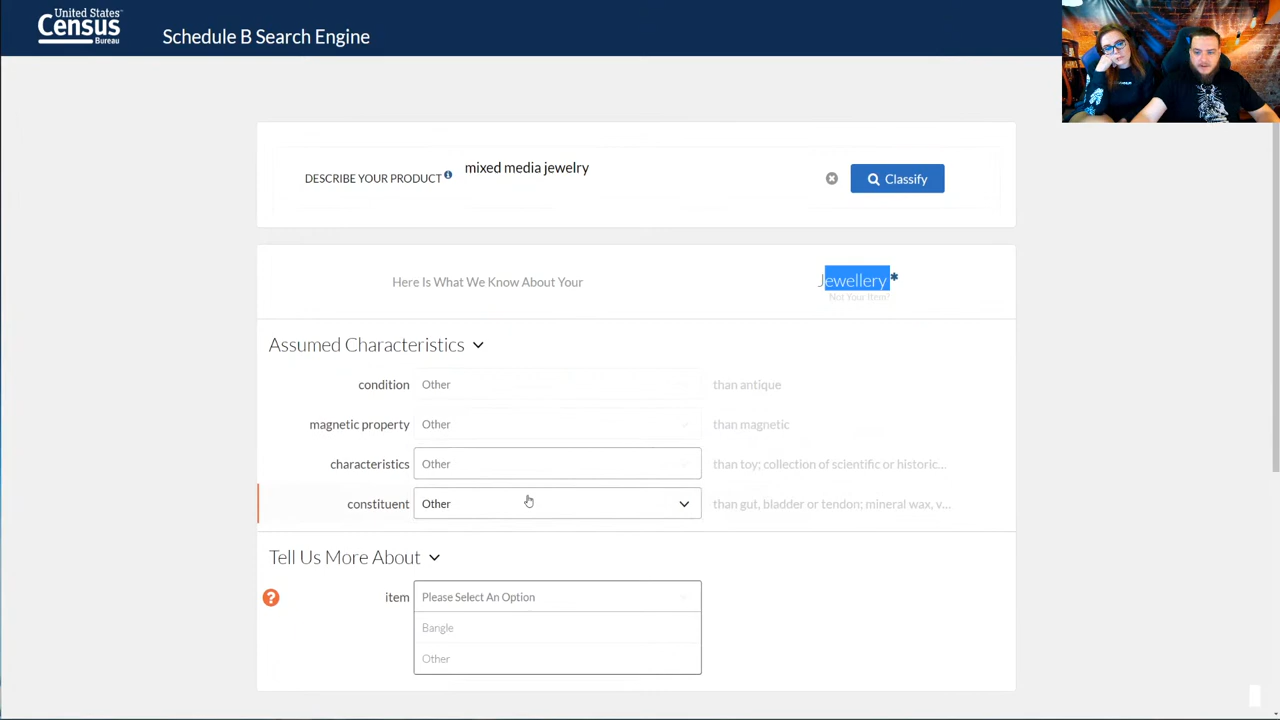 United States
Census
Bureau
Schedule B Search Engine
DESCRIBE YOUR PRODUCT
mixed media jewelry
Classify
Here Is What We Know About Your
Jewellery *
Not Your Item?
Assumed Characteristics
condition Other than antique
magnetic property Other than magnetic
characteristics Other than toy; collection of scientific or historic...
constituent Other than gut, bladder or tendon; mineral wax, v...
Tell Us More About
? item Please Select An Option
Bangle
Other